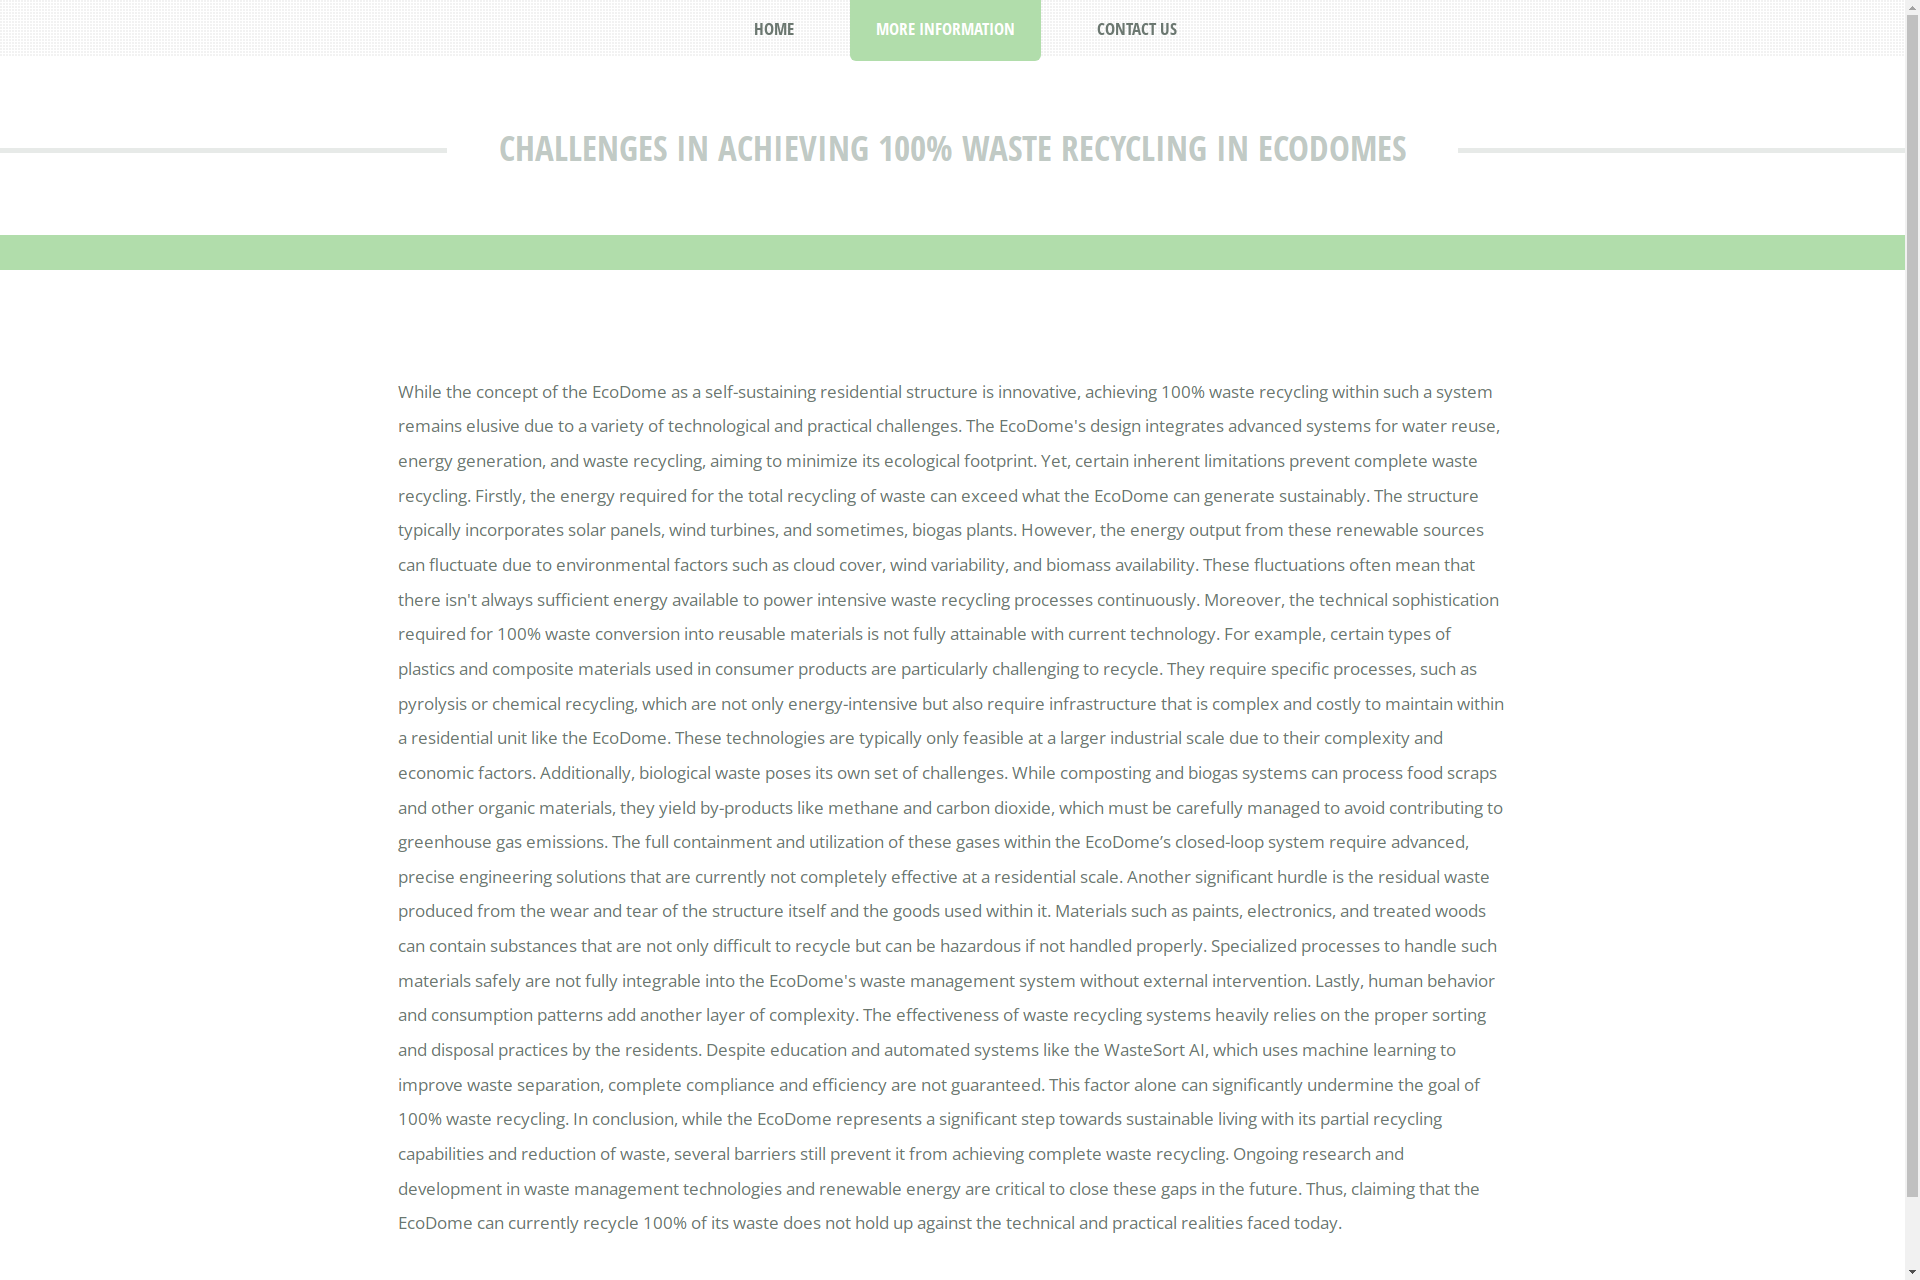 HOME
MORE INFORMATION
CONTACT US
CHALLENGES IN ACHIEVING 100% WASTE RECYCLING IN ECODOMES
While the concept of the EcoDome as a self-sustaining residential structure is innovative, achieving 100% waste recycling within such a system
remains elusive due to a variety of technological and practical challenges. The EcoDome's design integrates advanced systems for water reuse,
energy generation, and waste recycling, aiming to minimize its ecological footprint. Yet, certain inherent limitations prevent complete waste
recycling. Firstly, the energy required for the total recycling of waste can exceed what the EcoDome can generate sustainably. The structure
typically incorporates solar panels, wind turbines, and sometimes, biogas plants. However, the energy output from these renewable sources
can fluctuate due to environmental factors such as cloud cover, wind variability, and biomass availability. These fluctuations often mean that
there isn't always sufficient energy available to power intensive waste recycling processes continuously. Moreover, the technical sophistication
required for 100% waste conversion into reusable materials is not fully attainable with current technology. For example, certain types of
plastics and composite materials used in consumer products are particularly challenging to recycle. They require specific processes, such as
pyrolysis or chemical recycling, which are not only energy-intensive but also require infrastructure that is complex and costly to maintain within
a residential unit like the EcoDome. These technologies are typically only feasible at a larger industrial scale due to their complexity and
economic factors. Additionally, biological waste poses its own set of challenges. While composting and biogas systems can process food scraps
and other organic materials, they yield by-products like methane and carbon dioxide, which must be carefully managed to avoid contributing to
greenhouse gas emissions. The full containment and utilization of these gases within the EcoDome’s closed-loop system require advanced,
precise engineering solutions that are currently not completely effective at a residential scale. Another significant hurdle is the residual waste
produced from the wear and tear of the structure itself and the goods used within it. Materials such as paints, electronics, and treated woods
can contain substances that are not only difficult to recycle but can be hazardous if not handled properly. Specialized processes to handle such
materials safely are not fully integrable into the EcoDome's waste management system without external intervention. Lastly, human behavior
and consumption patterns add another layer of complexity. The effectiveness of waste recycling systems heavily relies on the proper sorting
and disposal practices by the residents. Despite education and automated systems like the WasteSort AI, which uses machine learning to
improve waste separation, complete compliance and efficiency are not guaranteed. This factor alone can significantly undermine the goal of
100% waste recycling. In conclusion, while the EcoDome represents a significant step towards sustainable living with its partial recycling
capabilities and reduction of waste, several barriers still prevent it from achieving complete waste recycling. Ongoing research and
development in waste management technologies and renewable energy are critical to close these gaps in the future. Thus, claiming that the
EcoDome can currently recycle 100% of its waste does not hold up against the technical and practical realities faced today.